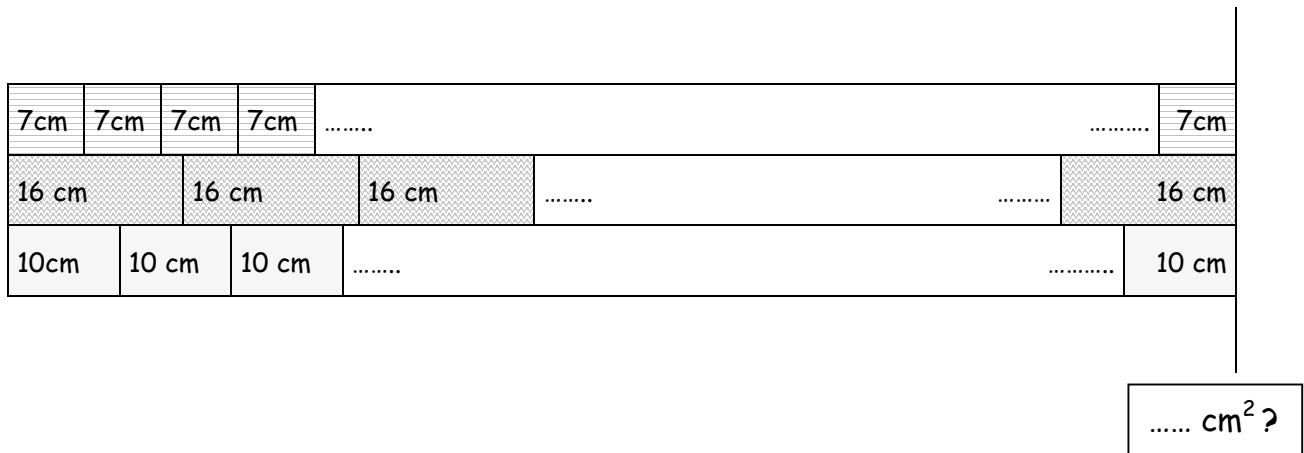 7cm 7cm 7cm 7cm …….. ………. 7cm
16 cm 16 cm 16 cm …….. ……… 16 cm
10cm 10 cm 10 cm …….. ……….. 10 cm
…… cm² ?